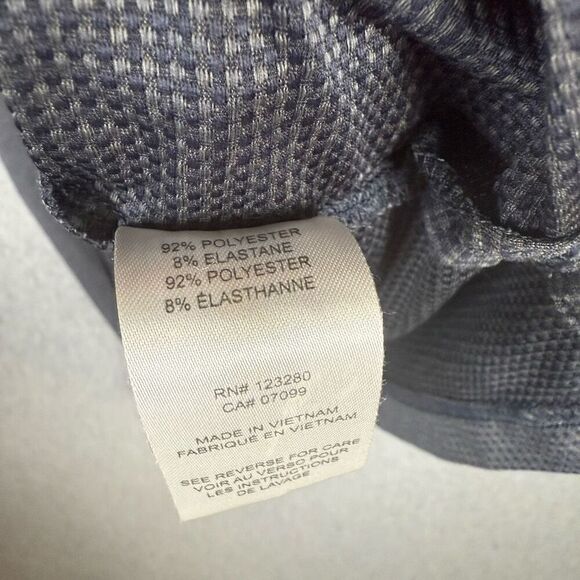 92% POLYESTER
8% ELASTANE
92% POLYESTER
8% ÉLASTHANNE
RN# 123280
CA# 07099
MADE IN VIETNAM
FABRIQUÉ EN VIETNAM
SEE REVERSE FOR CARE
VOIR AU VERSO POUR
LES INSTRUCTIONS
DE LAVAGE